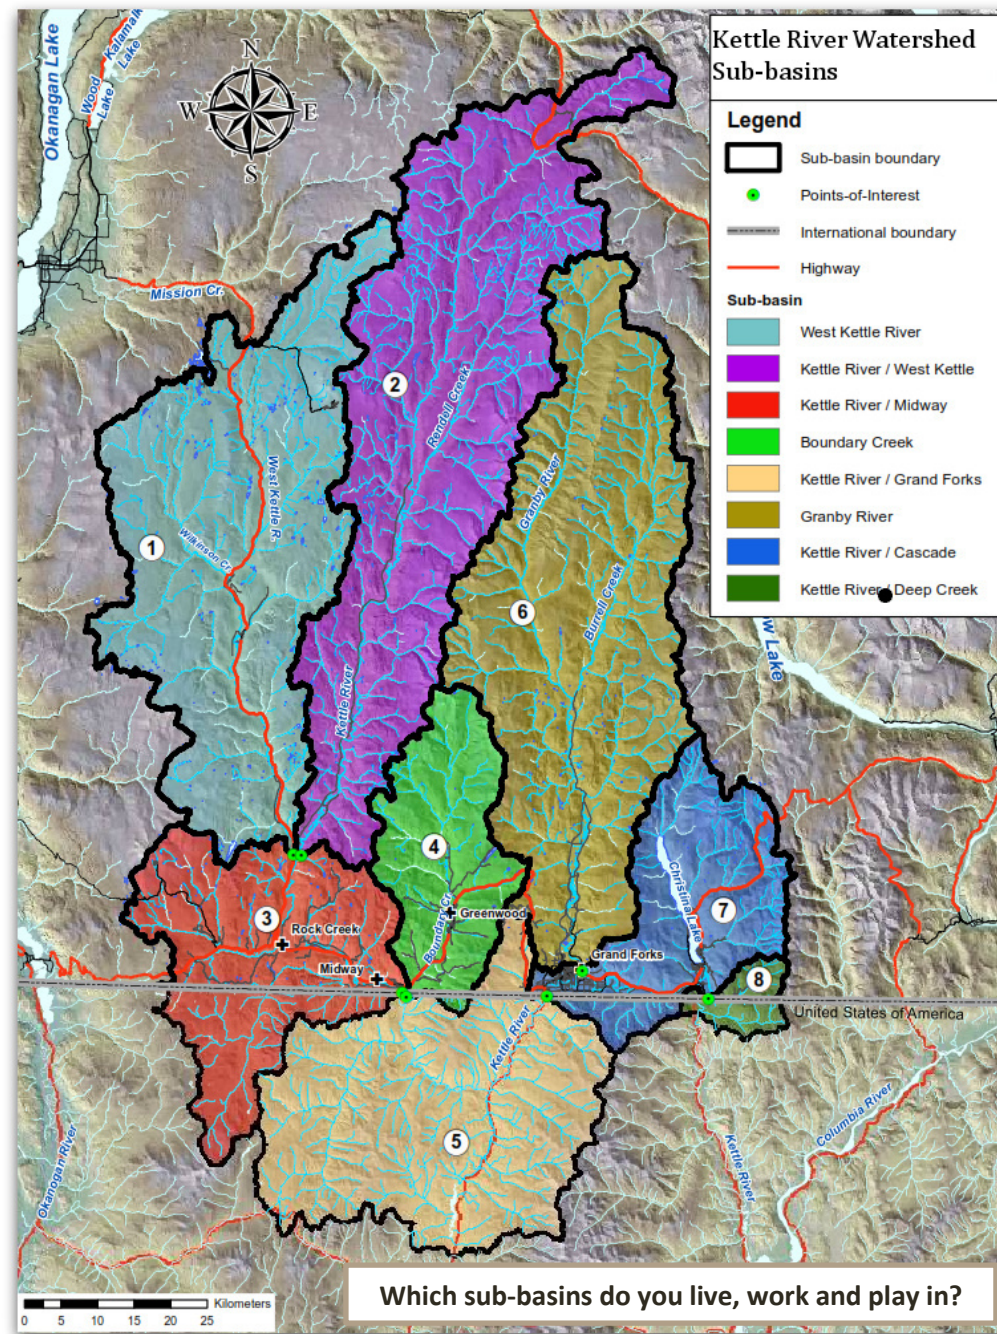 Kettle River Watershed
Sub-basins
Legend
Sub-basin boundary
Points-of-Interest
International boundary
Highway
Sub-basin
West Kettle River
Kettle River / West Kettle
Kettle River / Midway
Boundary Creek
Kettle River / Grand Forks
Granby River
Kettle River / Cascade
Kettle River / Deep Creek
N
W
E
S
Okanagan Lake
Wood
Lake
Kalamalk
Lake
Mission Cr.
2
Rendell Creek
West Kettle R.
Granby River
1
Wilkinson Cr.
6
Burrell Creek
w Lake
Kettle River
4
Christina Lake
3
7
Boundary Cr.
Greenwood
Rock Creek
Midway
Grand Forks
8
United States of America
Kettle River
5
Okanogan River
Kettle River
Columbia River
Kilometers
0 5 10 15 20 25
Which sub-basins do you live, work and play in?